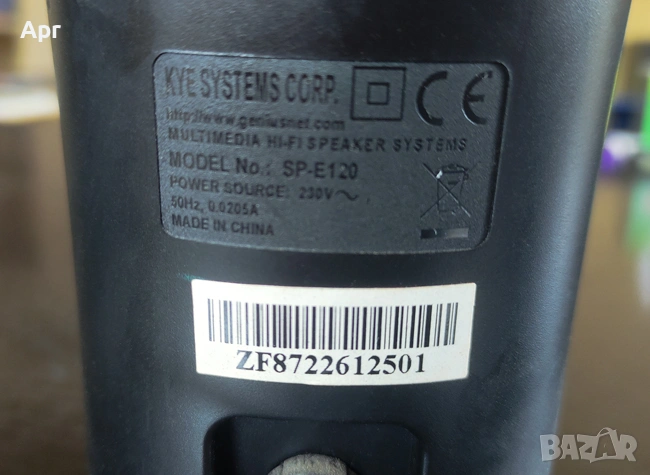 Apr
KYE SYSTEMS CORP.
http://www.geniusnet.com
MULTIMEDIA HI-FI SPEAKER SYSTEMS
MODEL No.: SP-E120
POWER SOURCE: 230V～
50Hz, 0.0205A
MADE IN CHINA
CE
ZF8722612501
BAZAR